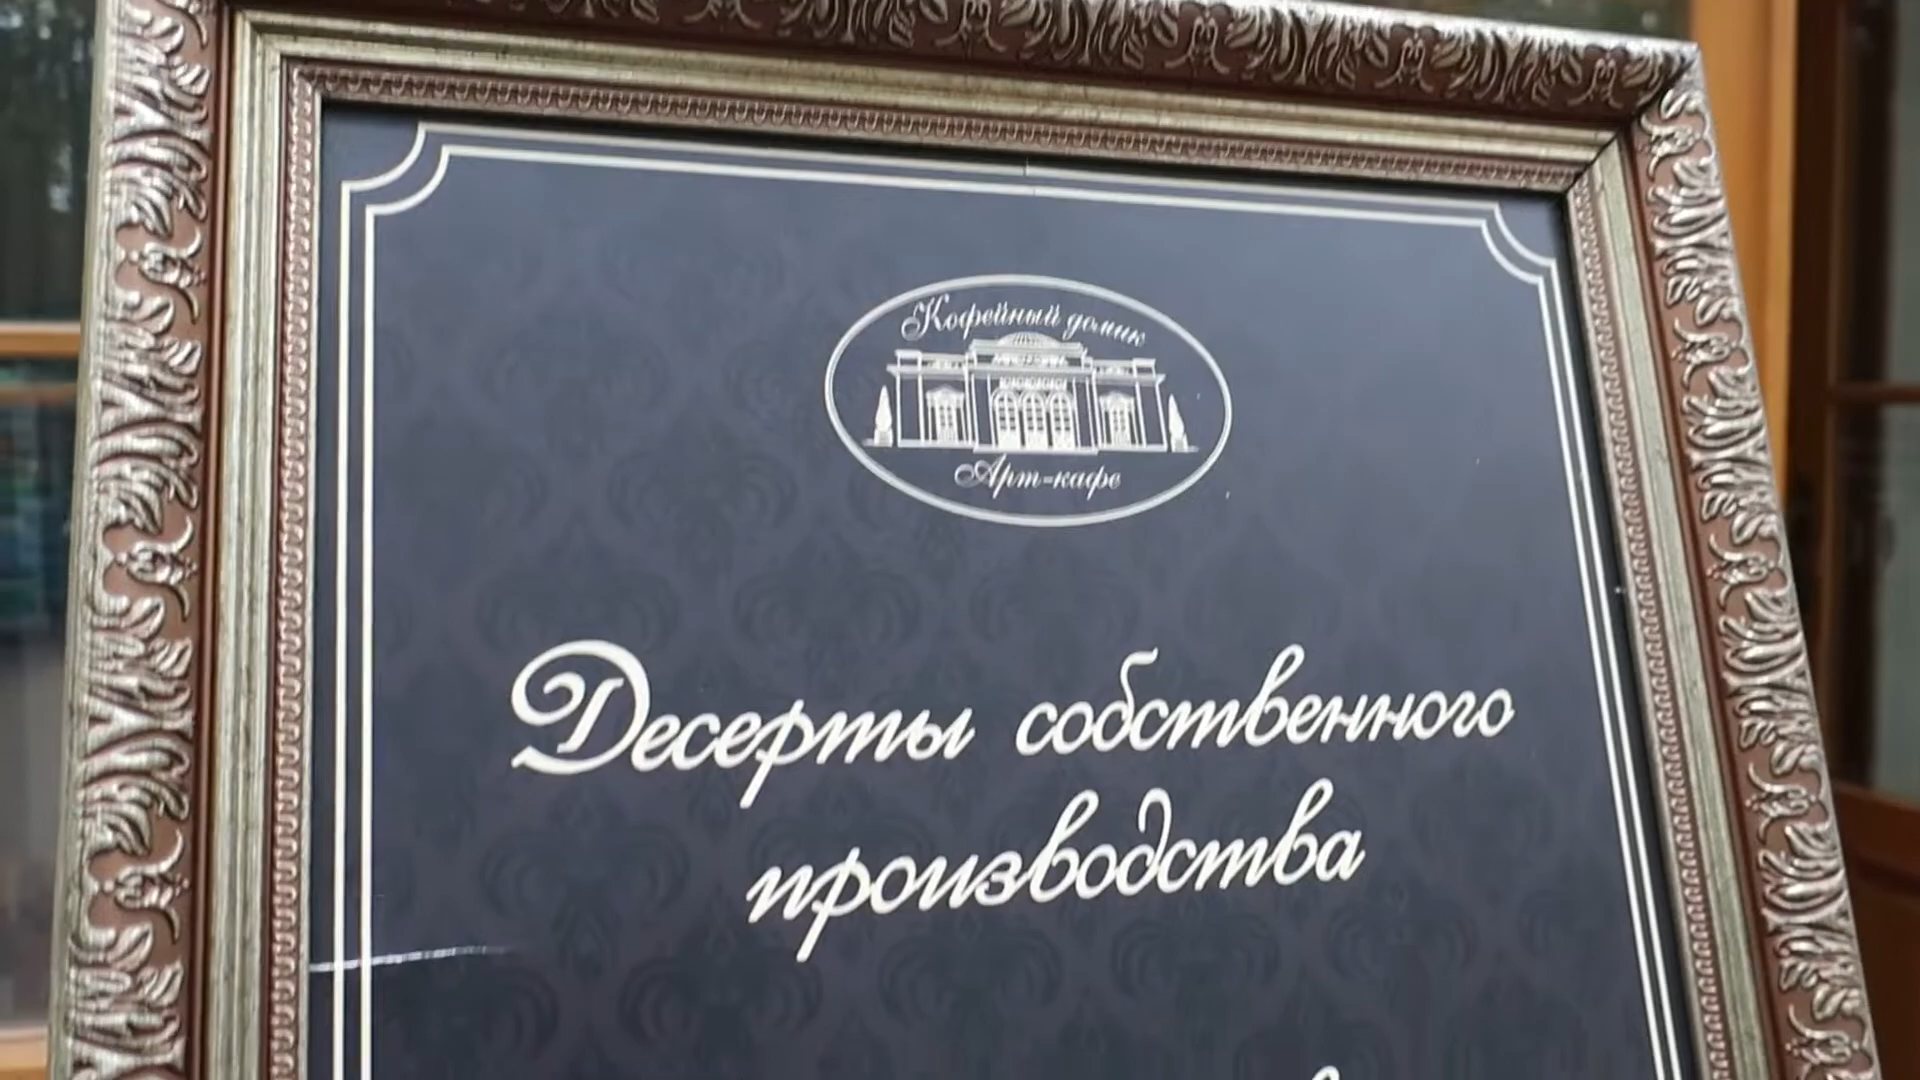 Кофейный домик
Арт-кафе
Десерты собственного
производства